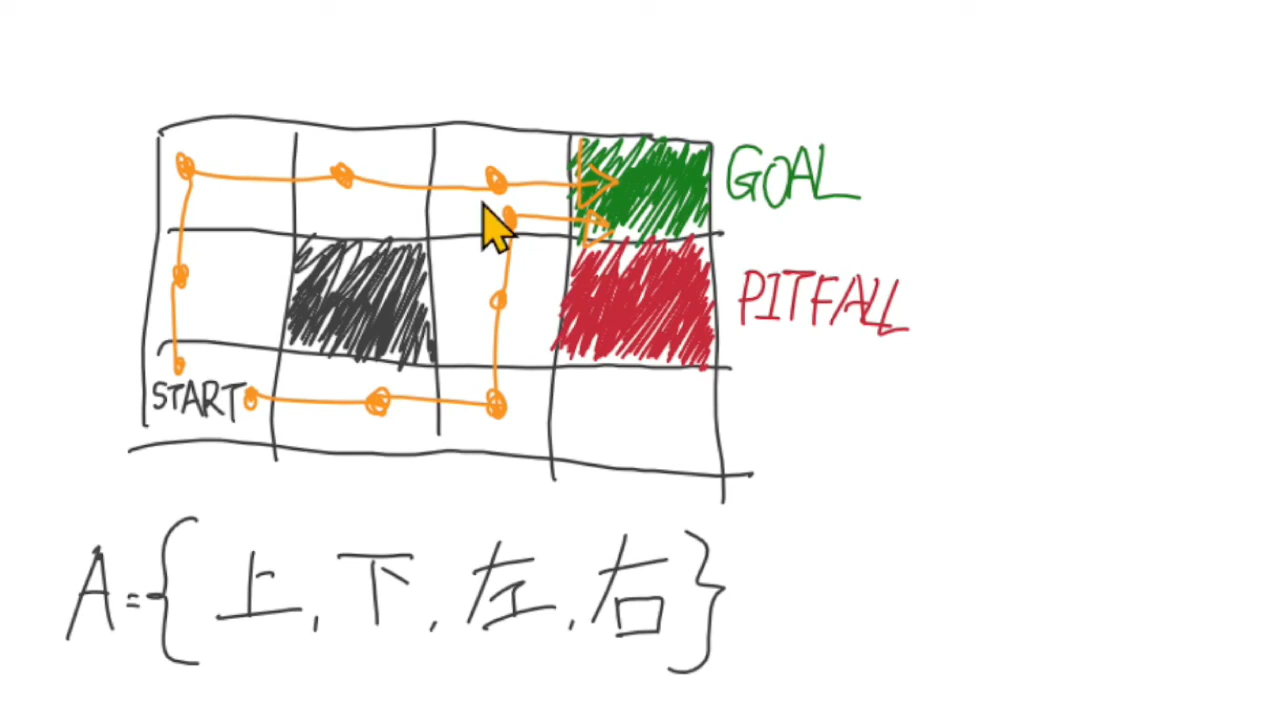 GOAL
PITFALL
START
A={上,下,左,右}